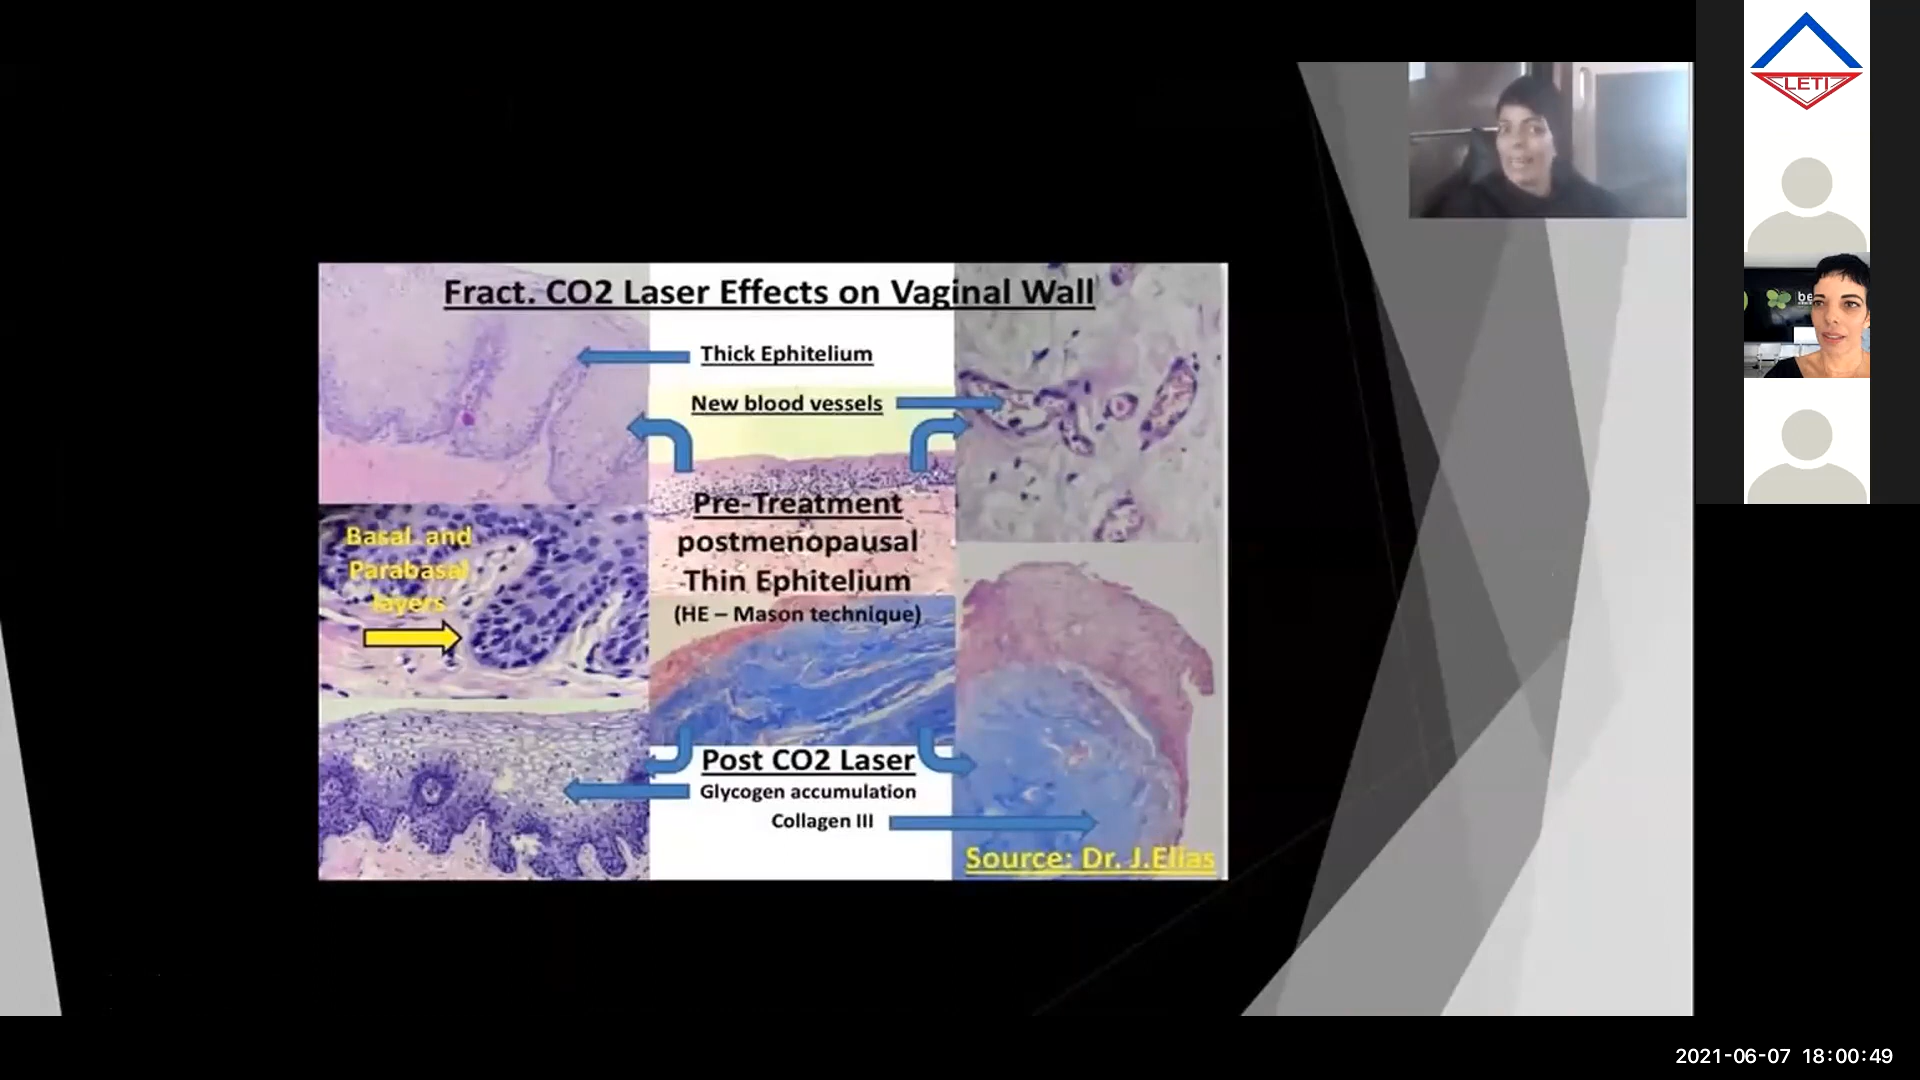 Fract. CO2 Laser Effects on Vaginal Wall
Thick Ephitelium
New blood vessels
Pre-Treatment
postmenopausal
Thin Ephitelium
(HE – Mason technique)
Basal and
Parabasal
layers
Post CO2 Laser
Glycogen accumulation
Collagen III
Source: Dr. J.Elias
LETI
be
2021-06-07 18:00:49